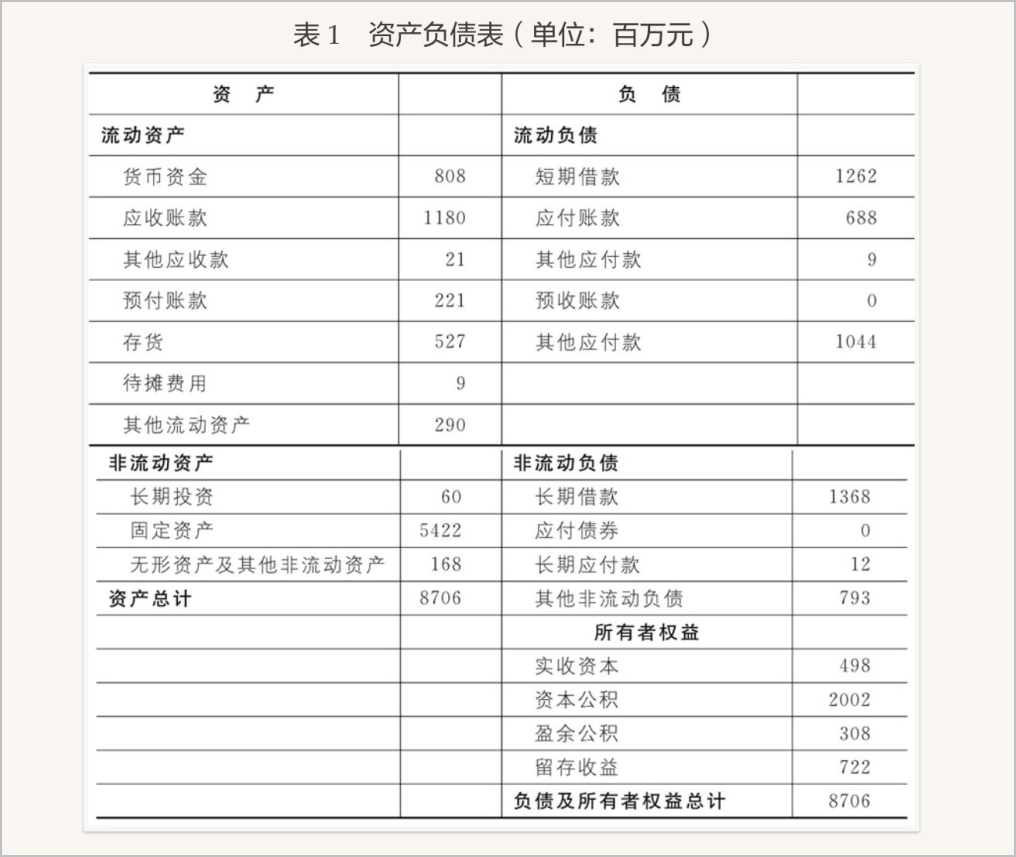 表 1　资产负债表（单位：百万元）
资　产　　负　债
流动资产　　流动负债
货币资金　808　短期借款　1262
应收账款　1180　应付账款　688
其他应收款　21　其他应付款　9
预付账款　221　预收账款　0
存货　527　其他应付款　1044
待摊费用　9
其他流动资产　290
非流动资产　　非流动负债
长期投资　60　长期借款　1368
固定资产　5422　应付债券　0
无形资产及其他非流动资产　168　长期应付款　12
资产总计　8706　其他非流动负债　793
所有者权益
实收资本　498
资本公积　2002
盈余公积　308
留存收益　722
负债及所有者权益总计　8706